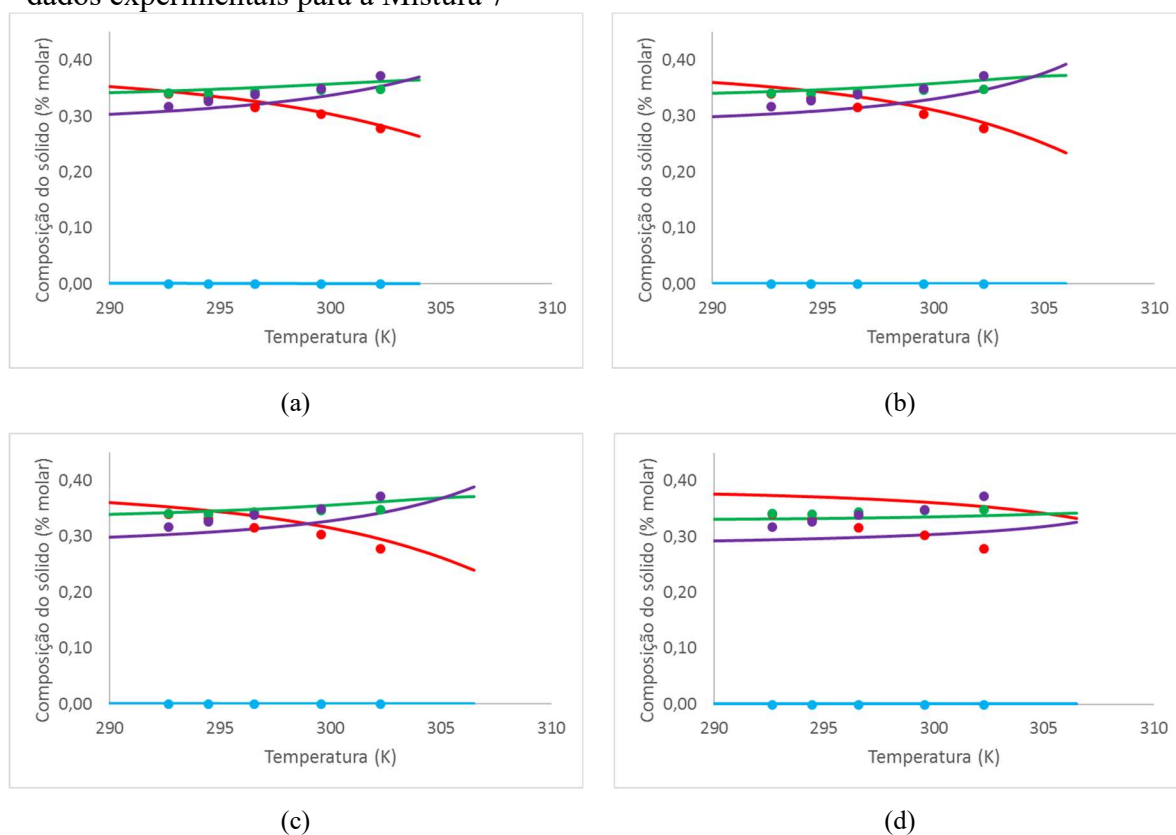 dados experimentais para a Mistura 7
Composição do sólido (% molar)
0,40
0,30
0,20
0,10
0,00
290 295 300 305 310
Temperatura (K)
(a)
Composição do sólido (% molar)
0,40
0,30
0,20
0,10
0,00
290 295 300 305 310
Temperatura (K)
(b)
Composição do sólido (% molar)
0,40
0,30
0,20
0,10
0,00
290 295 300 305 310
Temperatura (K)
(c)
Composição do sólido (% molar)
0,40
0,30
0,20
0,10
0,00
290 295 300 305 310
Temperatura (K)
(d)